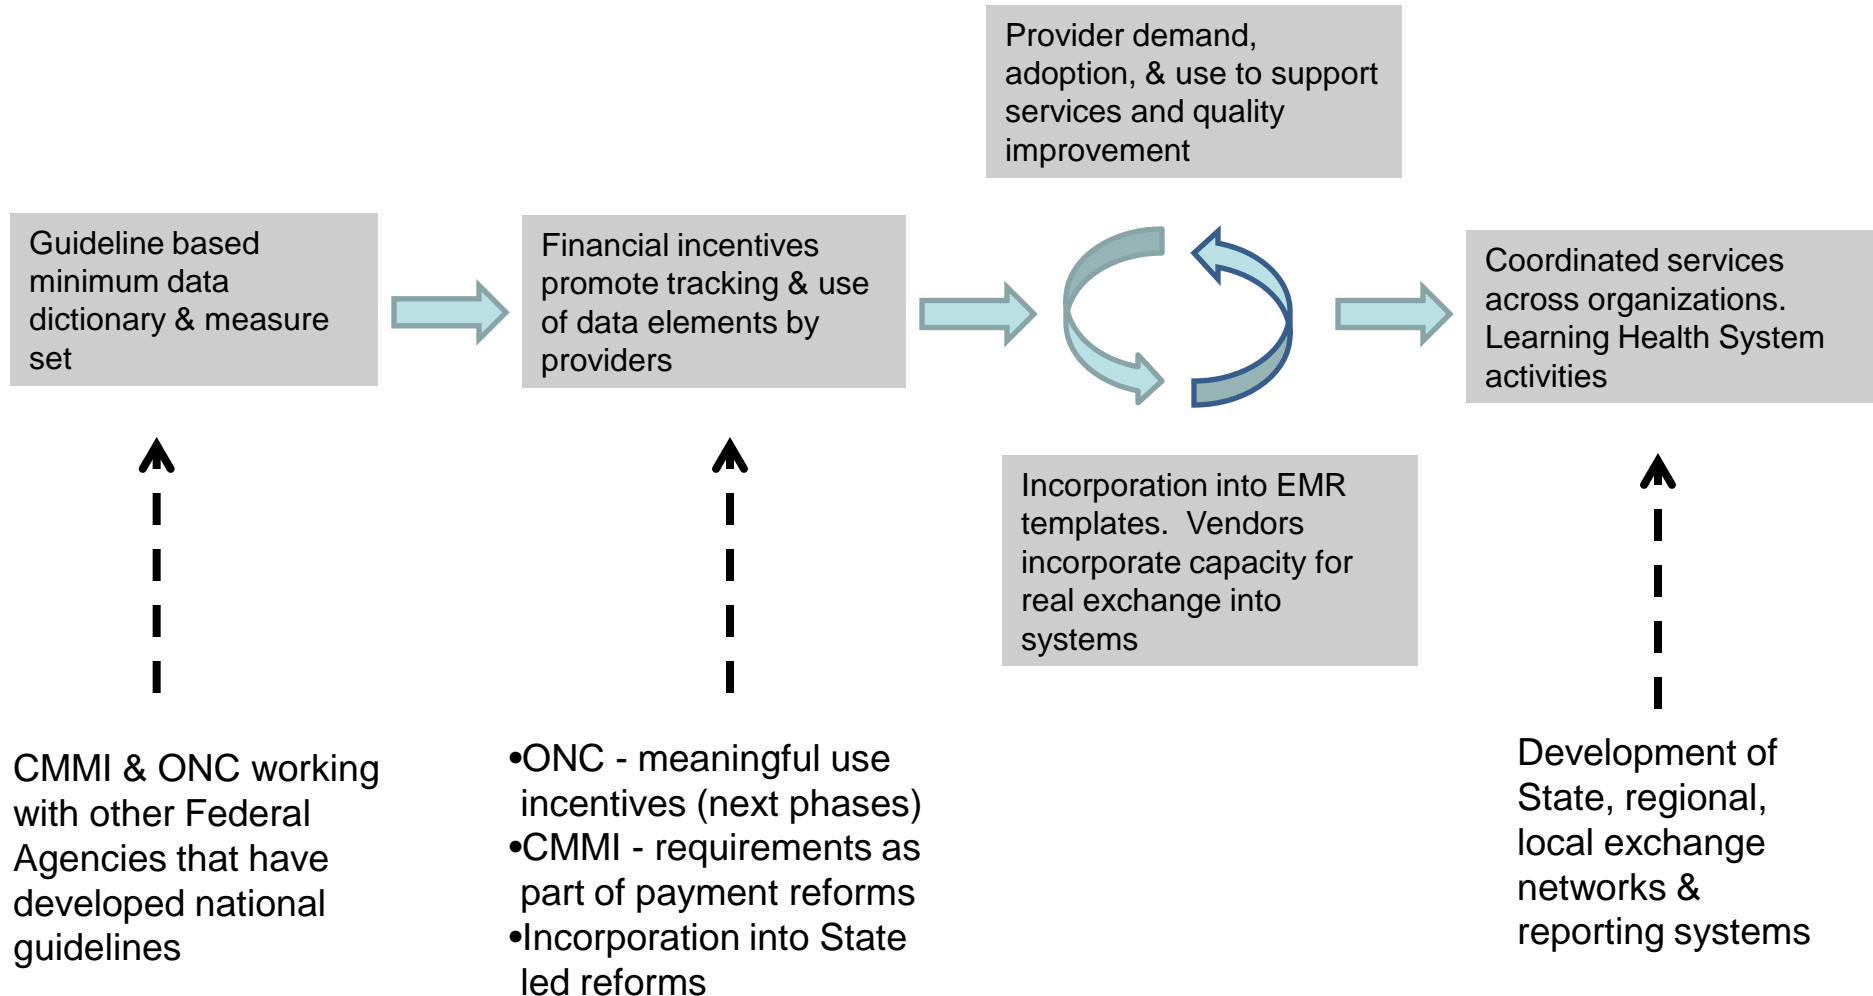 Provider demand,
adoption, & use to support
services and quality
improvement
Guideline based
minimum data
dictionary & measure
set
Financial incentives
promote tracking & use
of data elements by
providers
Coordinated services
across organizations.
Learning Health System
activities
Incorporation into EMR
templates.  Vendors
incorporate capacity for
real exchange into
systems
CMMI & ONC working
with other Federal
Agencies that have
developed national
guidelines
•ONC - meaningful use
incentives (next phases)
•CMMI - requirements as
part of payment reforms
•Incorporation into State
led reforms
Development of
State, regional,
local exchange
networks &
reporting systems